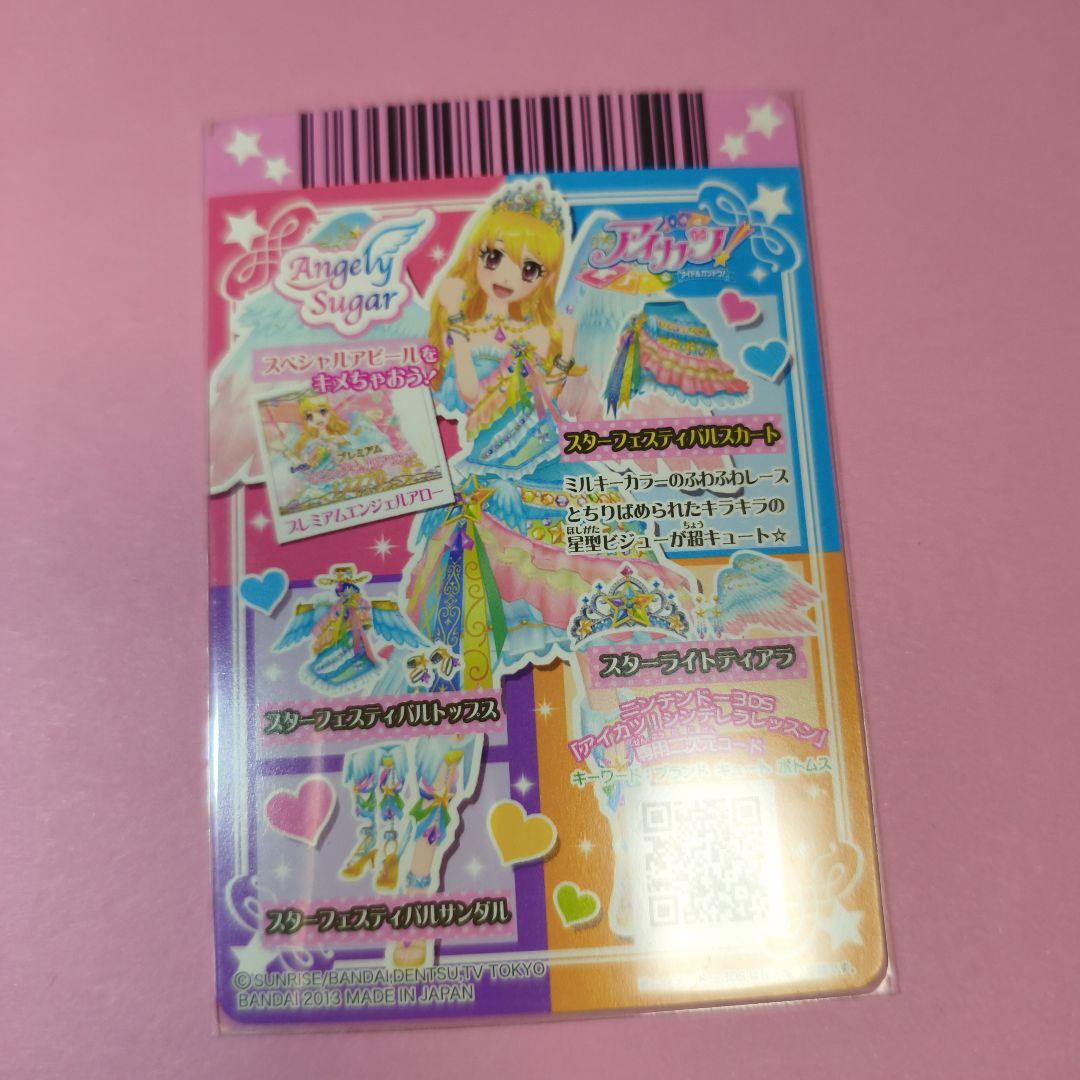 Angely
Sugar
アイカツ!
アイドルカツドウ!
スペシャルアピールを
キメちゃおう!
プレミアム
プレミアムエンジェルアロー
スターフェスティバルスカート
ミルキーカラーのふわふわレース
とちりばめられたキラキラの
星型ビジューが超キュート☆
ほしがた
ちょう
スターライトティアラ
スターフェスティバルトップス
ニンテンドー3DS
「アイカツ!シンデレラレッスン」
専用二次元コード
キーワード:ブランド キュート ボトムス
スターフェスティバルサンダル
©SUNRISE/BANDAI,DENTSU,TV TOKYO
BANDAI 2013 MADE IN JAPAN